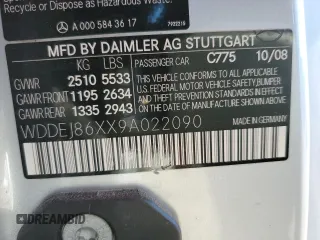 Recycle or Dispose as Hazardous Waste.
A 000 584 36 17
MFD BY DAIMLER AG STUTTGART
KG LBS PASSENGER CAR C775 10/08
GVWR 2510 5533
GAWR FRONT 1195 2634
GAWR REAR 1335 2943
THIS VEHICLE CONFORMS TO ALL APPLICABLE
U.S. FEDERAL MOTOR VEHICLE SAFETY, BUMPER,
AND THEFT PREVENTION STANDARDS IN EFFECT
ON THE DATE OF MANUFACTURE SHOWN ABOVE.
WDDEJ86XX9A022090
DREAMBID